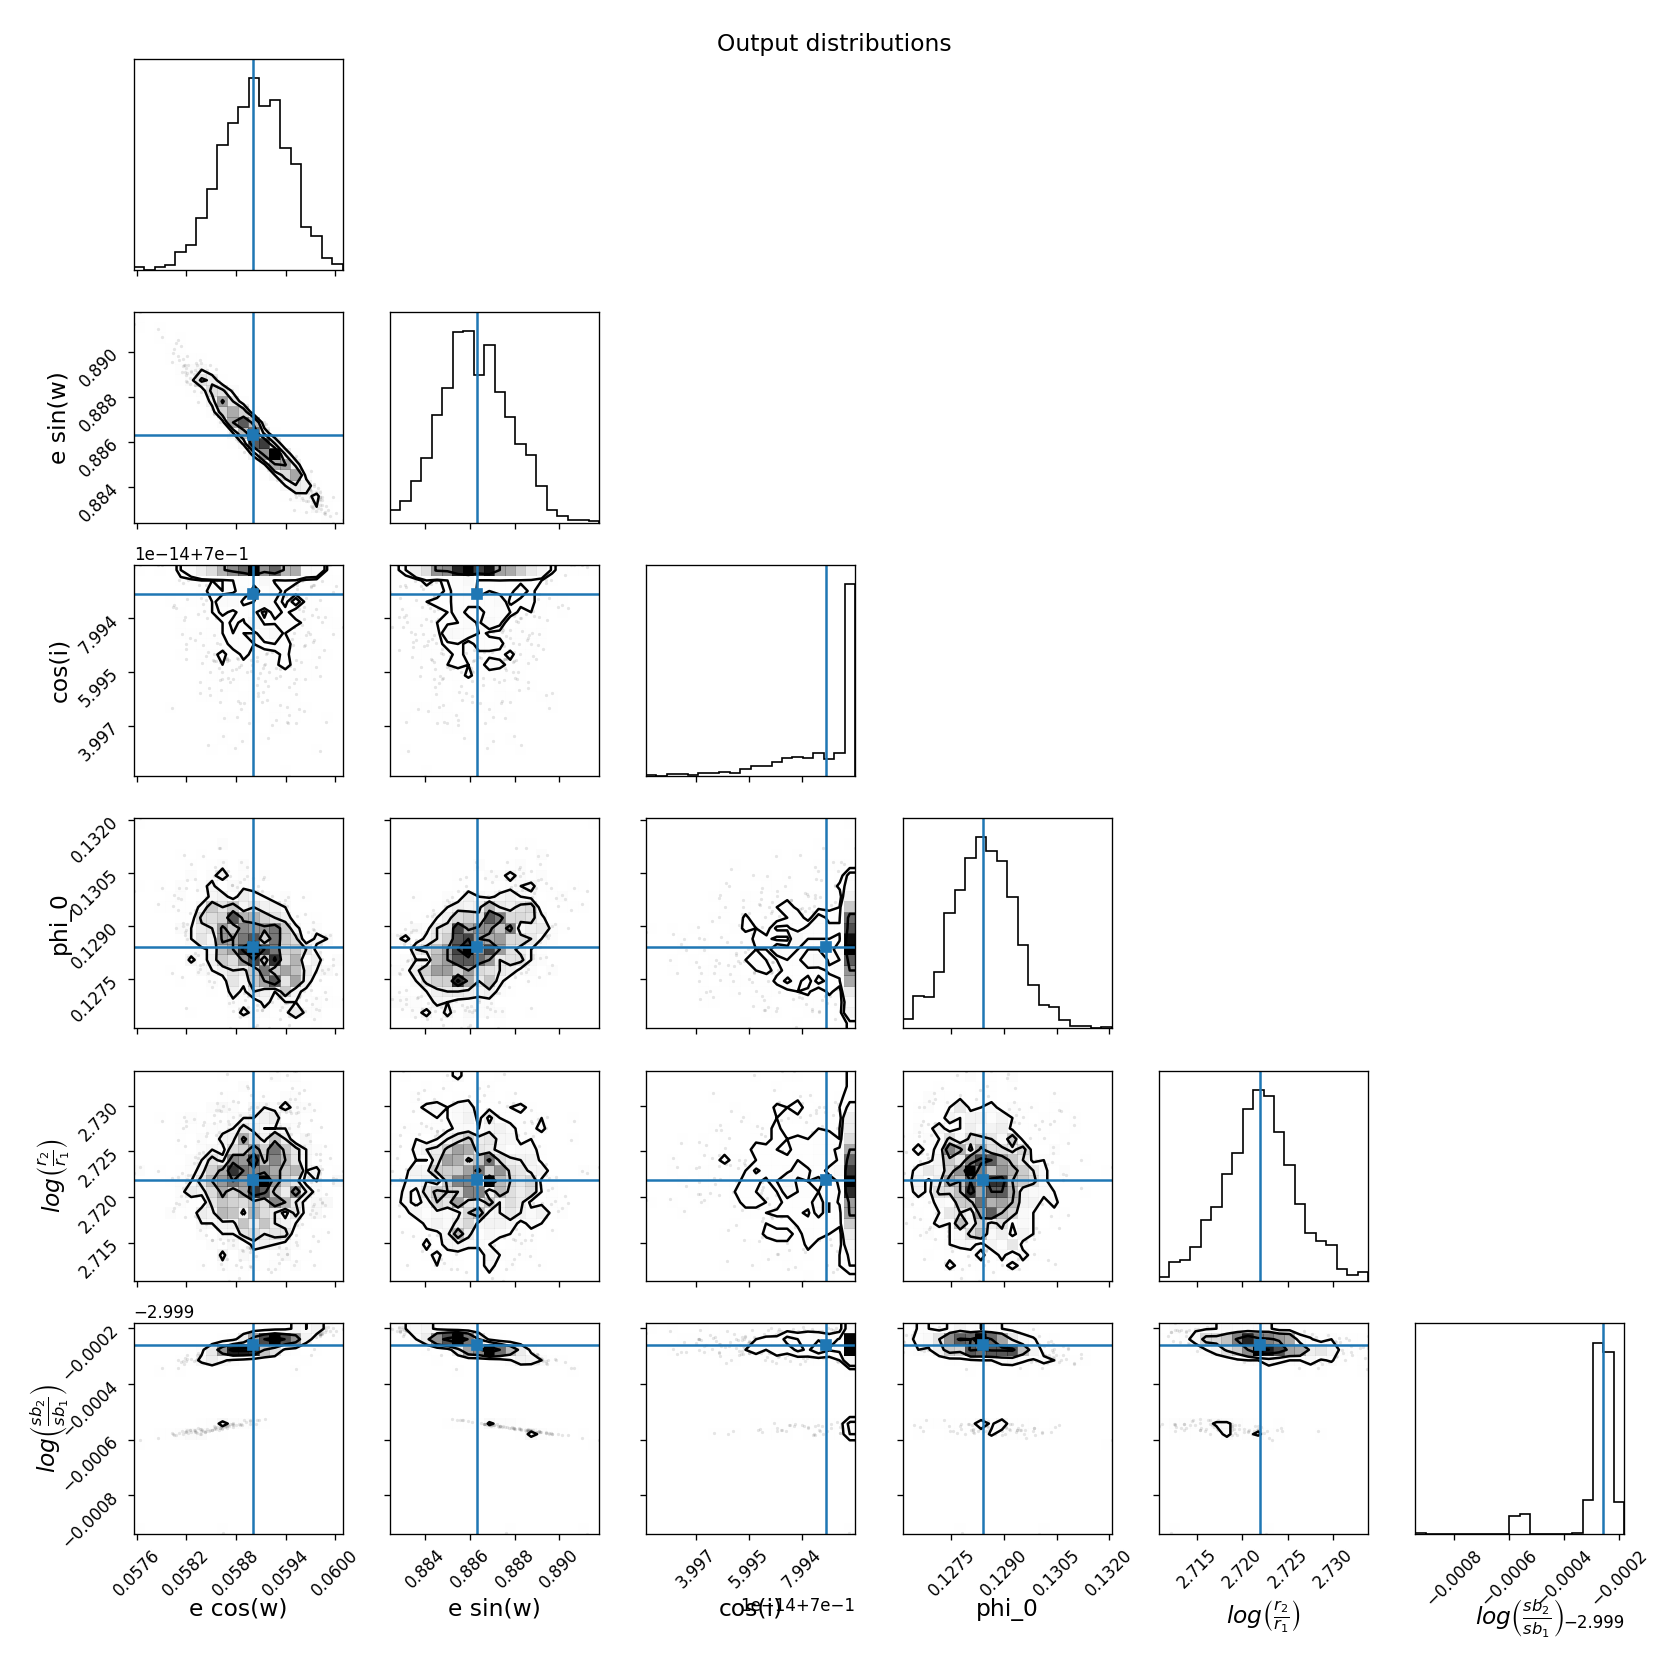 Output distributions
0.890
0.888
0.886
0.884
e sin(w)
1e−14+7e−1
7.994
5.995
3.997
cos(i)
0.1320
0.1305
0.1290
0.1275
phi_0
2.730
2.725
2.720
2.715
log(r2/r1)
−2.999
−0.0002
−0.0004
−0.0006
−0.0008
log(sb2/sb1)
0.0576 0.0582 0.0588 0.0594 0.0600
e cos(w)
0.884 0.886 0.888 0.890
e sin(w)
3.997 5.995 7.994
1e−14+7e−1
cos(i)
0.1275 0.1290 0.1305 0.1320
phi_0
2.715 2.720 2.725 2.730
log(r2/r1)
−0.0008 −0.0006 −0.0004 −0.0002
log(sb2/sb1)
−2.999